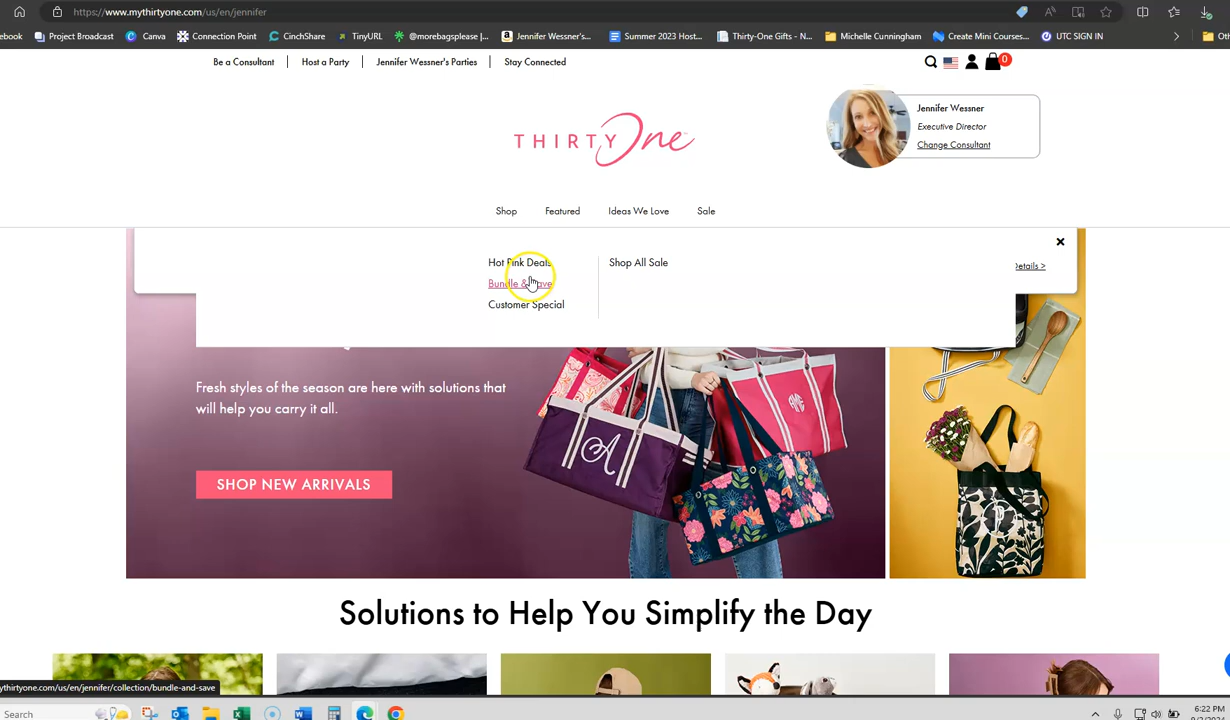 https://www.mythirtyone.com/us/en/jennifer
ebook
Project Broadcast
Canva
Connection Point
CinchShare
TinyURL
@morebagsplease |...
Jennifer Wessner's...
Summer 2023 Host...
Thirty-One Gifts - N...
Michelle Cunningham
Create Mini Courses...
UTC SIGN IN
Be a Consultant
Host a Party
Jennifer Wessner's Parties
Stay Connected
0
Jennifer Wessner
Executive Director
Change Consultant
THIRTY One
Shop
Featured
Ideas We Love
Sale
Hot Pink Deals
Shop All Sale
Details >
Bundle & Save
Customer Special
Fresh styles of the season are here with solutions that
will help you carry it all.
SHOP NEW ARRIVALS
A
Solutions to Help You Simplify the Day
ythirtyone.com/us/en/jennifer/collection/bundle-and-save
Search
6:22 PM